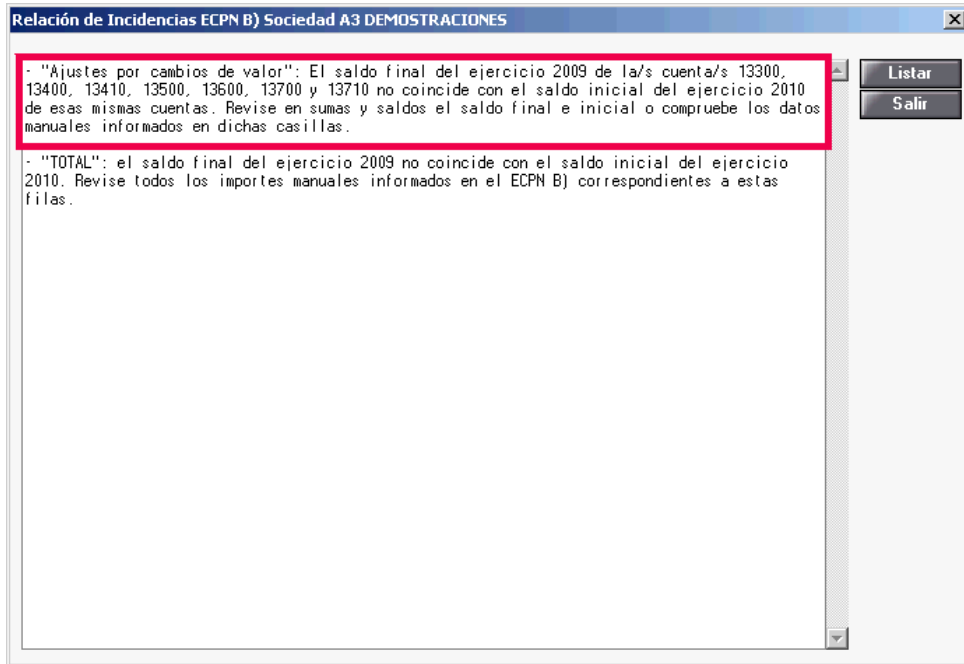 Relación de Incidencias ECPN B) Sociedad A3 DEMOSTRACIONES
- "Ajustes por cambios de valor": El saldo final del ejercicio 2009 de la/s cuenta/s 13300,
13400, 13410, 13500, 13600, 13700 y 13710 no coincide con el saldo inicial del ejercicio 2010
de esas mismas cuentas. Revise en sumas y saldos el saldo final e inicial o compruebe los datos
manuales informados en dichas casillas.
- "TOTAL": el saldo final del ejercicio 2009 no coincide con el saldo inicial del ejercicio
2010. Revise todos los importes manuales informados en el ECPN B) correspondientes a estas
filas.
Listar
Salir